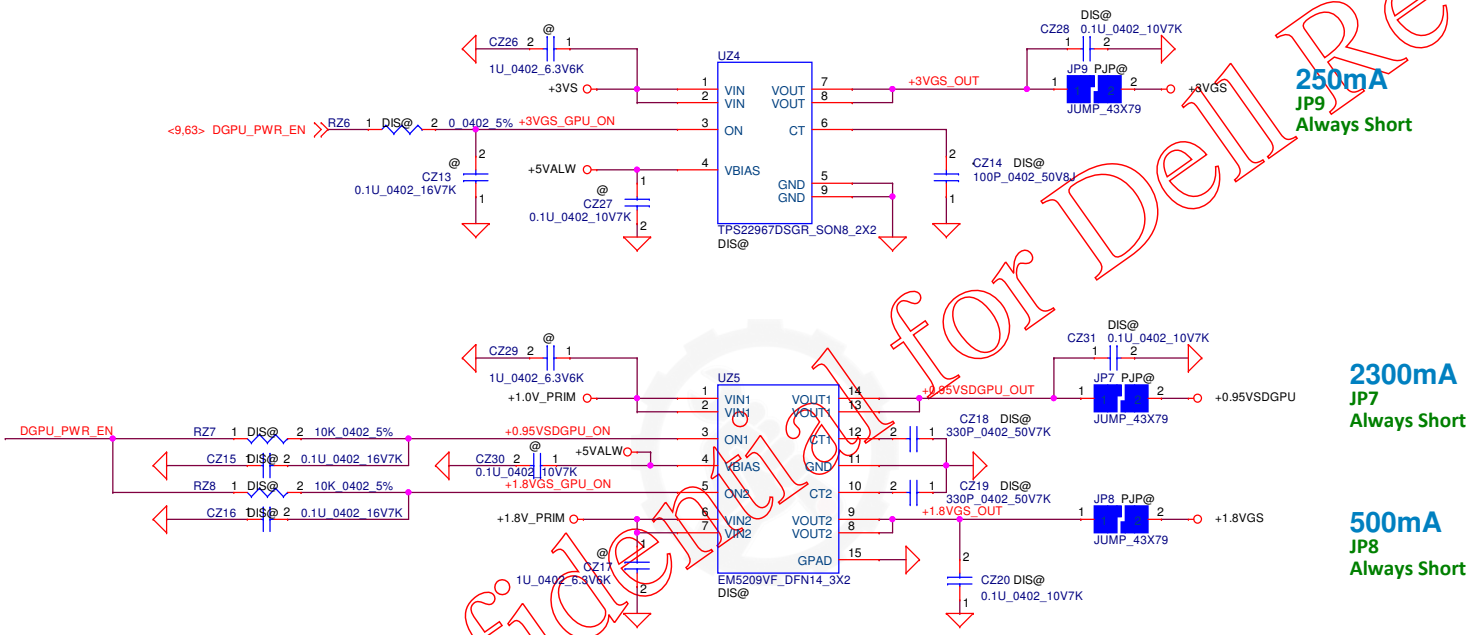 DIS@
CZ28 0.1U_0402_10V7K
1 2
@
CZ26 2 1
1U_0402_6.3V6K
UZ4
+3VS
1 VIN
2 VIN
VOUT 7
VOUT 8
+3VGS_OUT
JP9 PJP@
1 1 2 2
JUMP_43X79
+3VGS
250mA
JP9
Always Short
<9,63> DGPU_PWR_EN
RZ6 1 DIS@ 2 0_0402_5%
+3VGS_GPU_ON
3 ON
CT 6
@
2
CZ13
0.1U_0402_16V7K
1
+5VALW
4 VBIAS
1
@
CZ27
0.1U_0402_10V7K
2
GND 5
GND 9
2
CZ14 DIS@
100P_0402_50V8J
1
TPS22967DSGR_SON8_2X2
DIS@
DIS@
CZ31 0.1U_0402_10V7K
1 2
@
CZ29 2 1
1U_0402_6.3V6K
UZ5
+1.0V_PRIM
1 VIN1
2 VIN1
VOUT1 14
VOUT1 13
+0.95VSDGPU_OUT
JP7 PJP@
1 1 2 2
JUMP_43X79
+0.95VSDGPU
2300mA
JP7
Always Short
DGPU_PWR_EN
RZ7 1 DIS@ 2 10K_0402_5%
+0.95VSDGPU_ON
3 ON1
CT1 12
2 1
CZ18 DIS@
330P_0402_50V7K
CZ15 1 DIS@ 2 0.1U_0402_16V7K
@
CZ30 2 1
0.1U_0402_10V7K
+5VALW
4 VBIAS
GND 11
RZ8 1 DIS@ 2 10K_0402_5%
+1.8VGS_GPU_ON
5 ON2
CT2 10
2 1
CZ19 DIS@
330P_0402_50V7K
CZ16 1 DIS@ 2 0.1U_0402_16V7K
+1.8V_PRIM
6 VIN2
7 VIN2
VOUT2 9
VOUT2 8
+1.8VGS_OUT
JP8 PJP@
1 1 2 2
JUMP_43X79
+1.8VGS
500mA
JP8
Always Short
1
@
CZ17
1U_0402_6.3V6K
2
GPAD 15
2
CZ20 DIS@
0.1U_0402_10V7K
1
EM5209VF_DFN14_3X2
DIS@
fidential for Dell Re